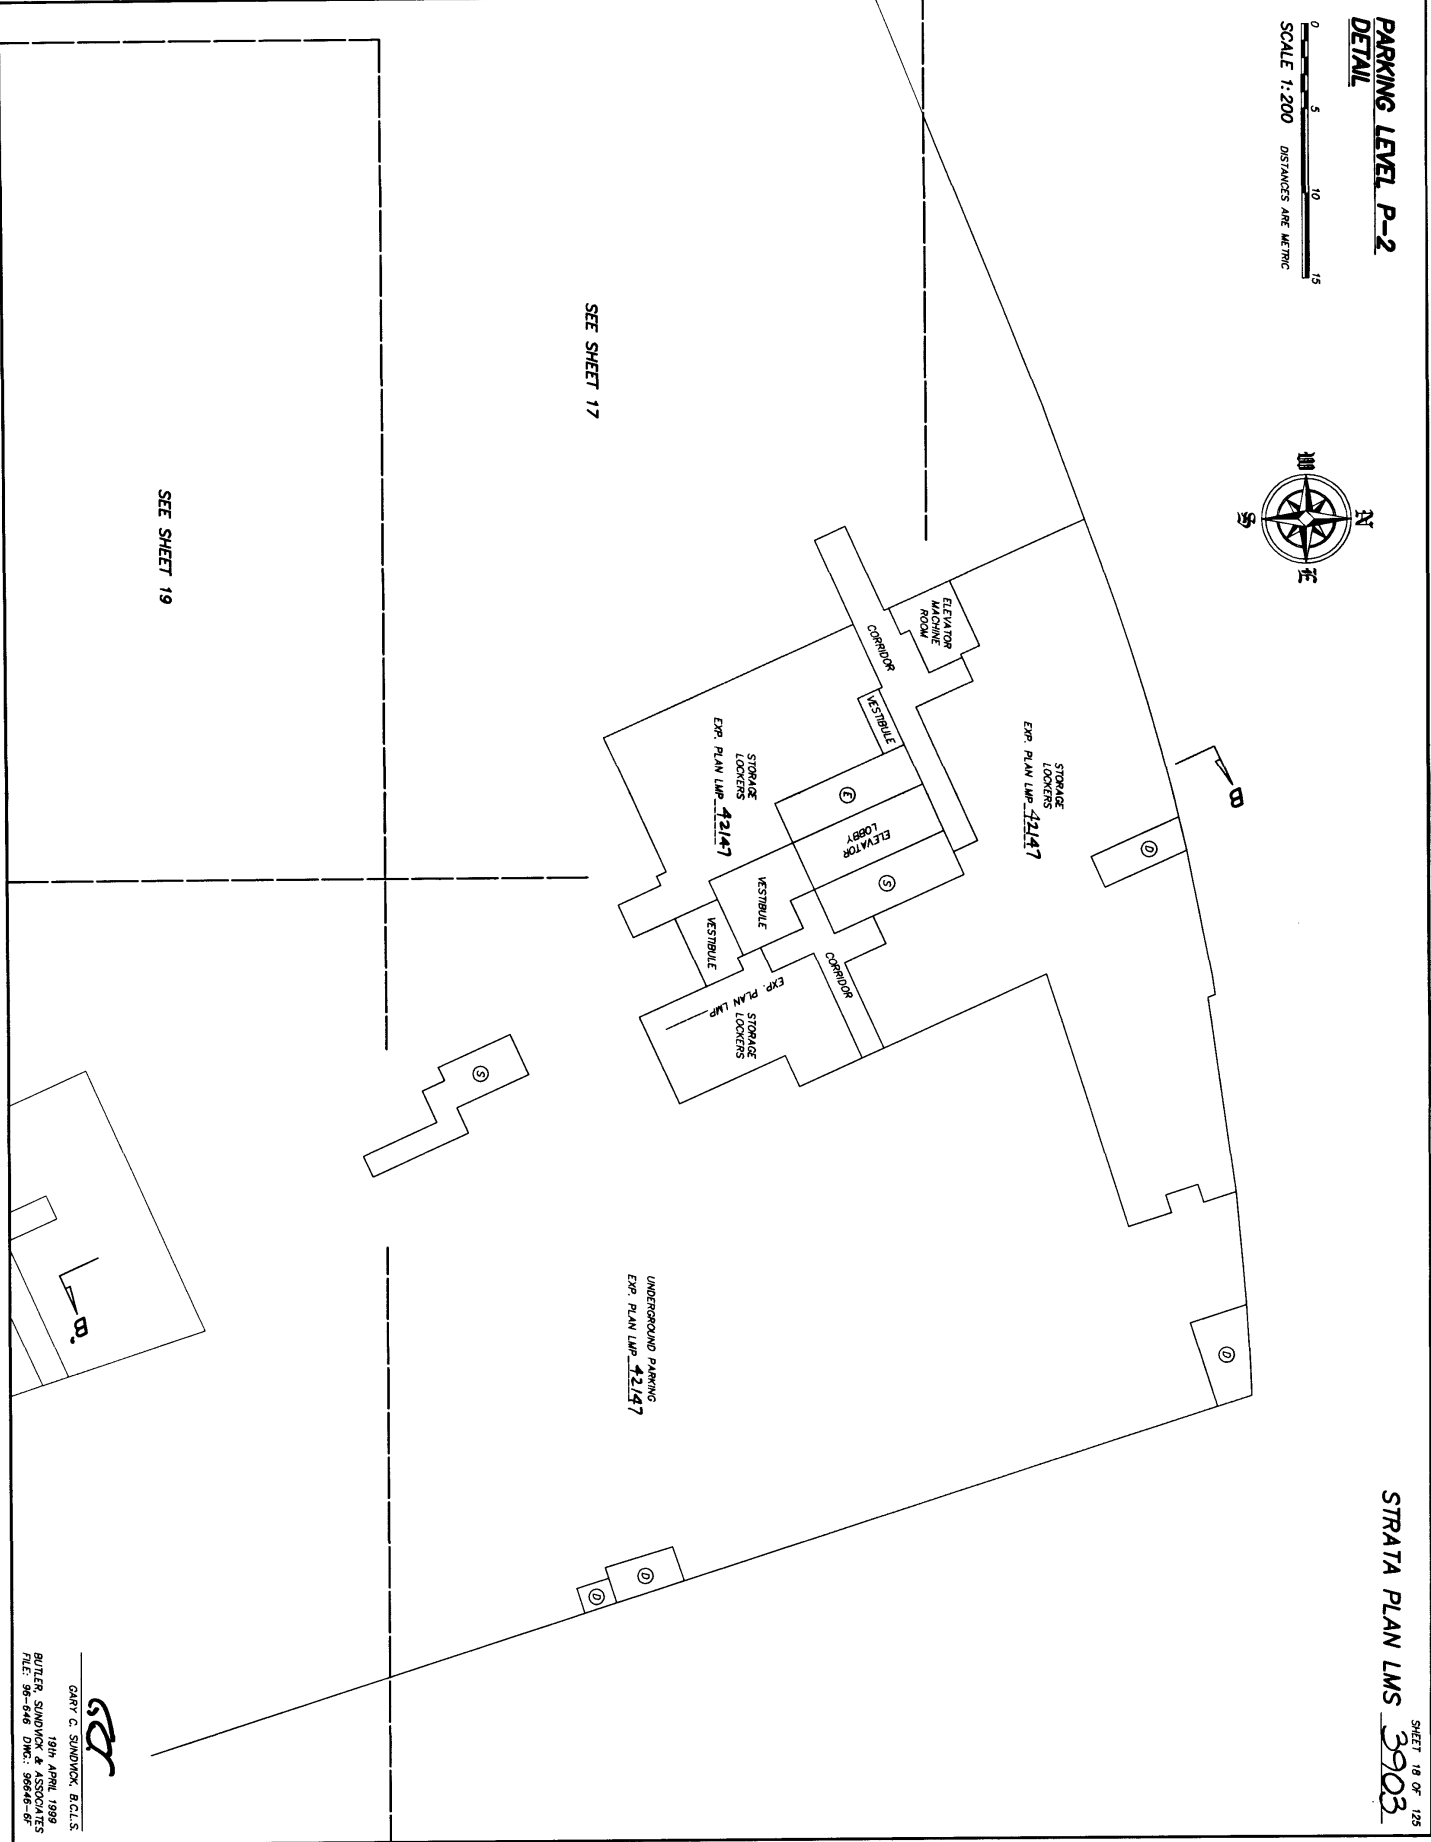 SHEET 18 OF 125
STRATA PLAN LMS 3903
PARKING LEVEL P-2
DETAIL
0 5 10 15
SCALE 1:200 DISTANCES ARE METRIC
N
W
E
S
B
D
STORAGE
LOCKERS
EXP. PLAN LMP 42147
D
ELEVATOR
MACHINE
ROOM
CORRIDOR
VESTIBULE
E
ELEVATOR
LOBBY
S
CORRIDOR
STORAGE
LOCKERS
EXP. PLAN LMP 42147
VESTIBULE
VESTIBULE
EXP. PLAN LMP
STORAGE
LOCKERS
SEE SHEET 17
UNDERGROUND PARKING
EXP. PLAN LMP 42147
D
D
S
SEE SHEET 19
B'
GARY C. SUNDVICK, B.C.L.S.
19th APRIL 1999
BUTLER, SUNDVICK & ASSOCIATES
FILE: 96-646 DWG.: 96646-6F